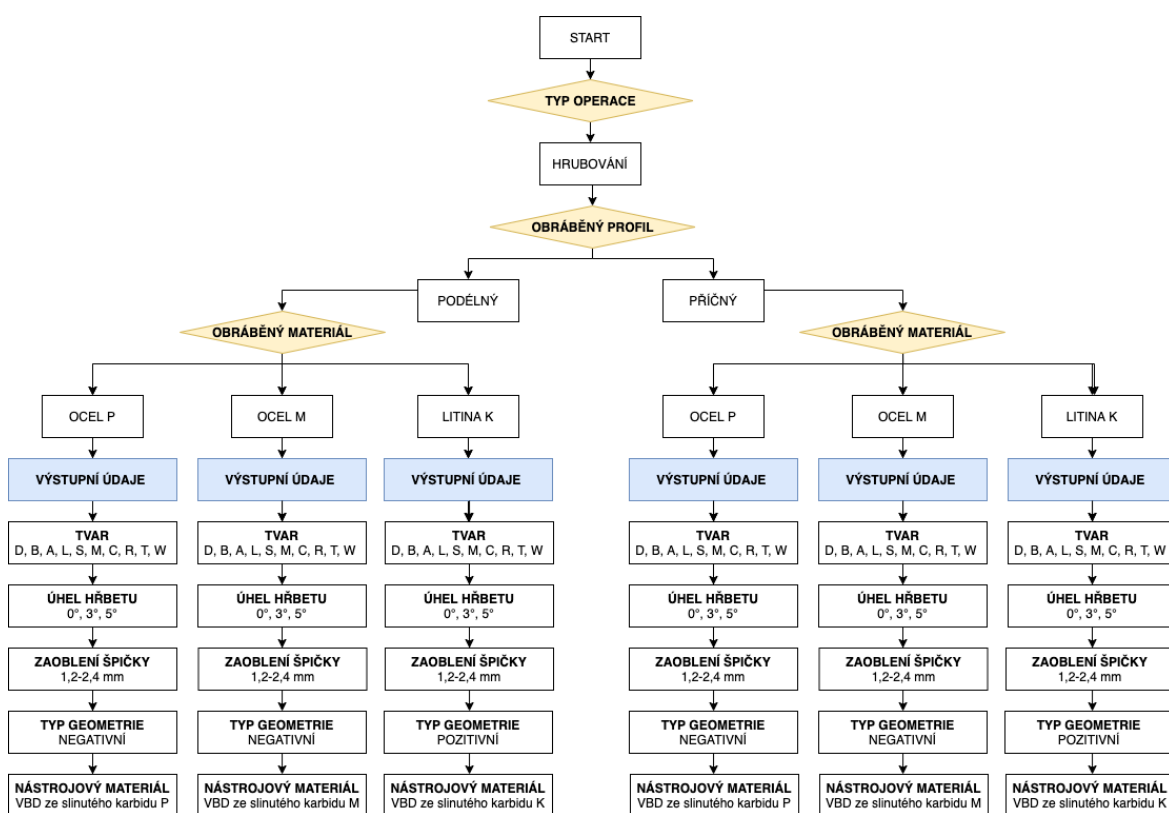 START
TYP OPERACE
HRUBOVÁNÍ
OBRÁBĚNÝ PROFIL
PODÉLNÝ
PŘÍČNÝ
OBRÁBĚNÝ MATERIÁL
OBRÁBĚNÝ MATERIÁL
OCEL P
OCEL M
LITINA K
OCEL P
OCEL M
LITINA K
VÝSTUPNÍ ÚDAJE
VÝSTUPNÍ ÚDAJE
VÝSTUPNÍ ÚDAJE
VÝSTUPNÍ ÚDAJE
VÝSTUPNÍ ÚDAJE
VÝSTUPNÍ ÚDAJE
TVAR
D, B, A, L, S, M, C, R, T, W
TVAR
D, B, A, L, S, M, C, R, T, W
TVAR
D, B, A, L, S, M, C, R, T, W
TVAR
D, B, A, L, S, M, C, R, T, W
TVAR
D, B, A, L, S, M, C, R, T, W
TVAR
D, B, A, L, S, M, C, R, T, W
ÚHEL HŘBETU
0°, 3°, 5°
ÚHEL HŘBETU
0°, 3°, 5°
ÚHEL HŘBETU
0°, 3°, 5°
ÚHEL HŘBETU
0°, 3°, 5°
ÚHEL HŘBETU
0°, 3°, 5°
ÚHEL HŘBETU
0°, 3°, 5°
ZAOBLENÍ ŠPIČKY
1,2-2,4 mm
ZAOBLENÍ ŠPIČKY
1,2-2,4 mm
ZAOBLENÍ ŠPIČKY
1,2-2,4 mm
ZAOBLENÍ ŠPIČKY
1,2-2,4 mm
ZAOBLENÍ ŠPIČKY
1,2-2,4 mm
ZAOBLENÍ ŠPIČKY
1,2-2,4 mm
TYP GEOMETRIE
NEGATIVNÍ
TYP GEOMETRIE
NEGATIVNÍ
TYP GEOMETRIE
POZITIVNÍ
TYP GEOMETRIE
NEGATIVNÍ
TYP GEOMETRIE
NEGATIVNÍ
TYP GEOMETRIE
POZITIVNÍ
NÁSTROJOVÝ MATERIÁL
VBD ze slinutého karbidu P
NÁSTROJOVÝ MATERIÁL
VBD ze slinutého karbidu M
NÁSTROJOVÝ MATERIÁL
VBD ze slinutého karbidu K
NÁSTROJOVÝ MATERIÁL
VBD ze slinutého karbidu P
NÁSTROJOVÝ MATERIÁL
VBD ze slinutého karbidu M
NÁSTROJOVÝ MATERIÁL
VBD ze slinutého karbidu K